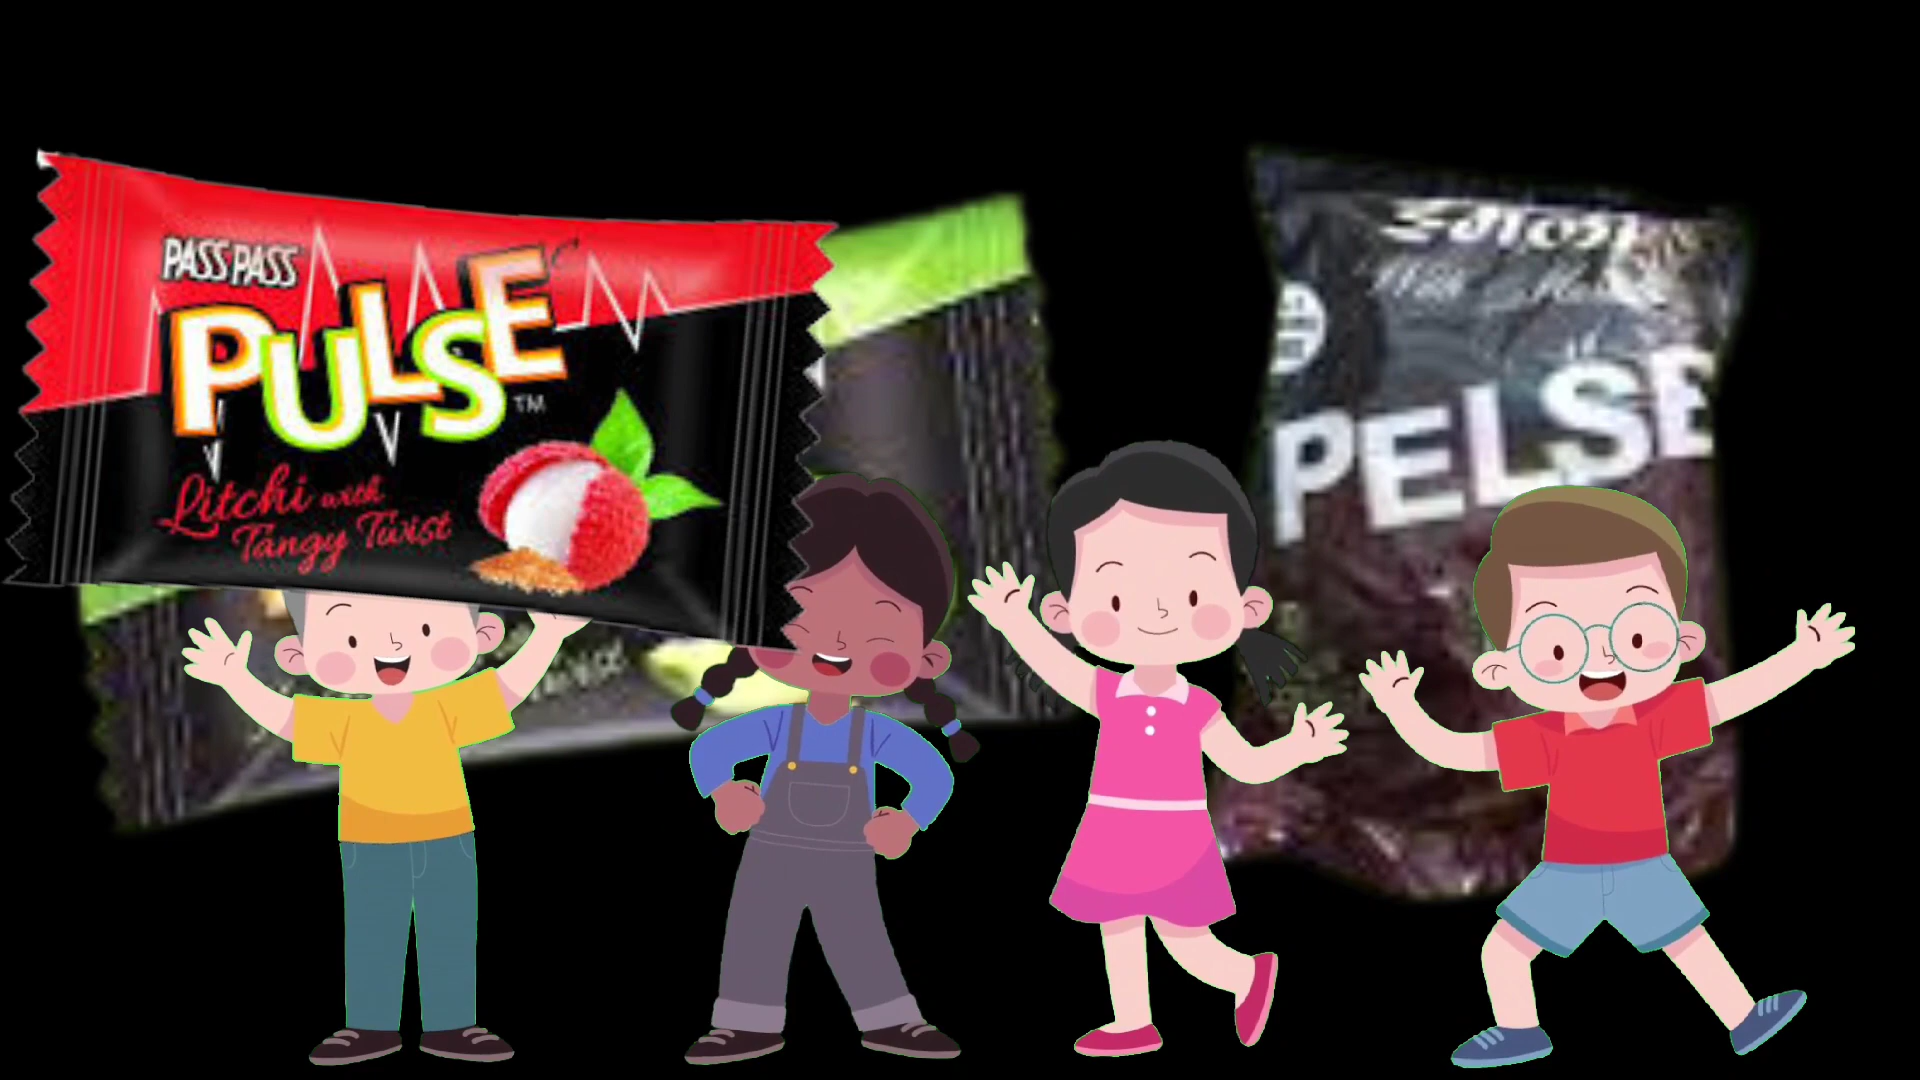 PASS PASS
PULSE
TM
Litchi with
Tangy Twist
PELSE